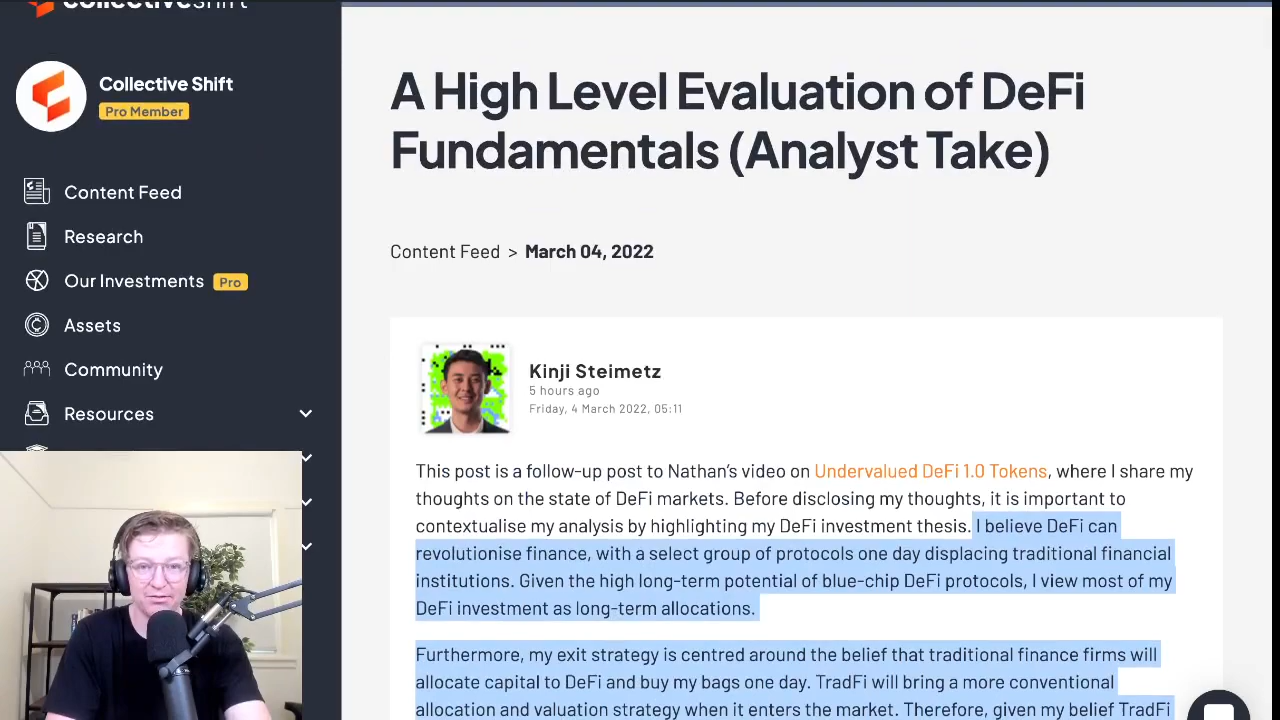 CollectiveShift
Collective Shift
Pro Member
Content Feed
Research
Our Investments Pro
Assets
Community
Resources
A High Level Evaluation of DeFi
Fundamentals (Analyst Take)
Content Feed > March 04, 2022
Kinji Steimetz
5 hours ago
Friday, 4 March 2022, 05:11
This post is a follow-up post to Nathan's video on Undervalued DeFi 1.0 Tokens, where I share my
thoughts on the state of DeFi markets. Before disclosing my thoughts, it is important to
contextualise my analysis by highlighting my DeFi investment thesis. I believe DeFi can
revolutionise finance, with a select group of protocols one day displacing traditional financial
institutions. Given the high long-term potential of blue-chip DeFi protocols, I view most of my
DeFi investment as long-term allocations.
Furthermore, my exit strategy is centred around the belief that traditional finance firms will
allocate capital to DeFi and buy my bags one day. TradFi will bring a more conventional
allocation and valuation strategy when it enters the market. Therefore, given my belief TradFi